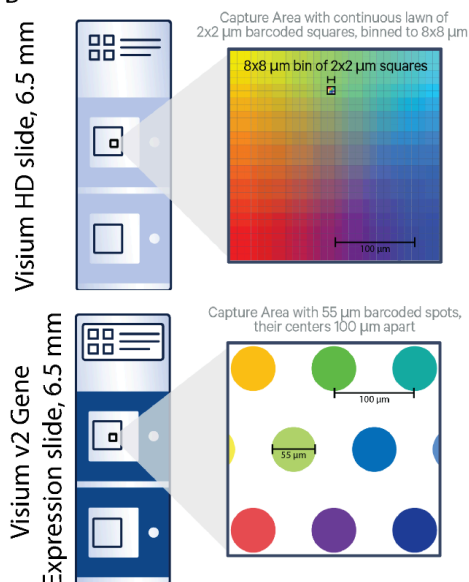 B
Visium HD slide, 6.5 mm
Capture Area with continuous lawn of
2x2 µm barcoded squares, binned to 8x8 µm
8x8 µm bin of 2x2 µm squares
100 µm
Visium v2 Gene
Expression slide, 6.5 mm
Capture Area with 55 µm barcoded spots,
their centers 100 µm apart
100 µm
55 µm